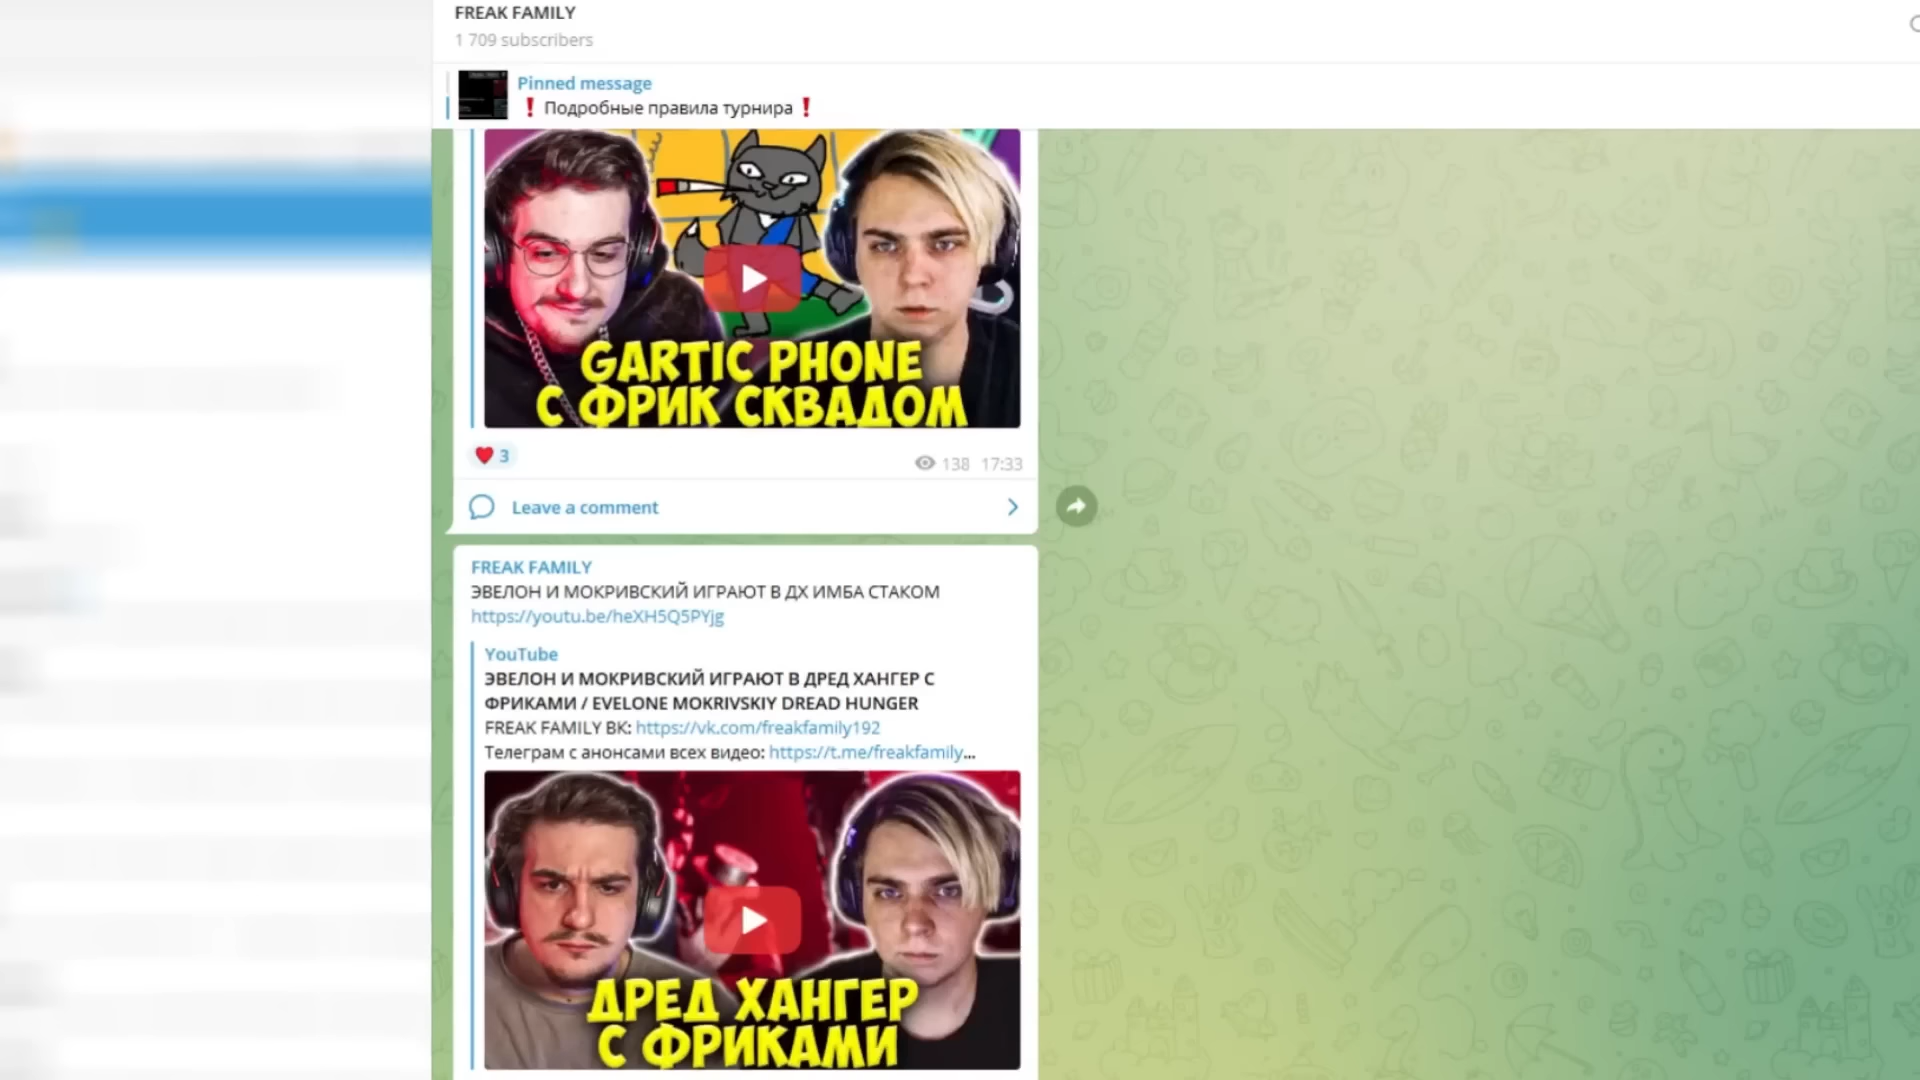 FREAK FAMILY
1 709 subscribers
Pinned message
❗ Подробные правила турнира ❗
GARTIC PHONE
С ФРИК СКВАДОМ
3
138 17:33
Leave a comment
FREAK FAMILY
ЭВЕЛОН И МОКРИВСКИЙ ИГРАЮТ В ДХ ИМБА СТАКОМ
https://youtu.be/heXH5Q5PYjg
YouTube
ЭВЕЛОН И МОКРИВСКИЙ ИГРАЮТ В ДРЕД ХАНГЕР С
ФРИКАМИ / EVELONE MOKRIVSKIY DREAD HUNGER
FREAK FAMILY ВК: https://vk.com/freakfamily192
Телеграм с анонсами всех видео: https://t.me/freakfamily...
ДРЕД ХАНГЕР
С ФРИКАМИ